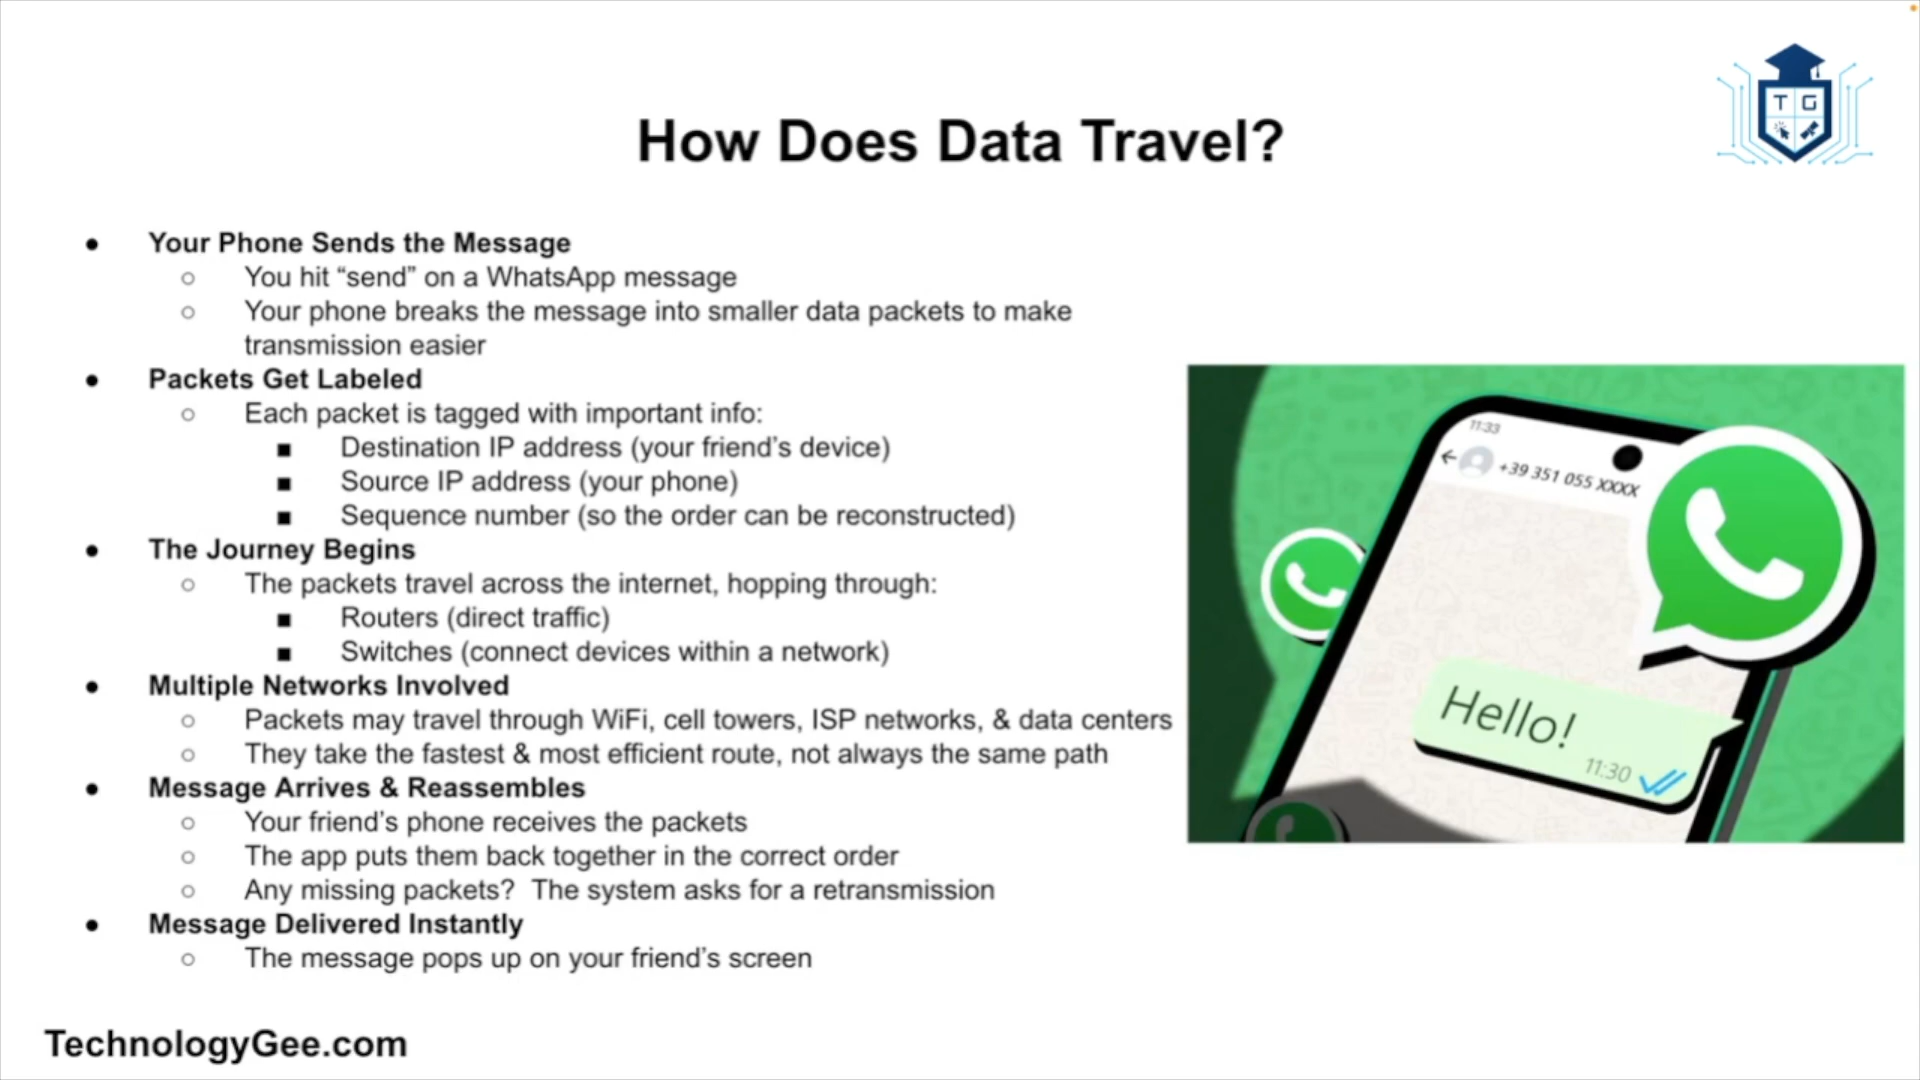 How Does Data Travel?
T G
● Your Phone Sends the Message
○ You hit “send” on a WhatsApp message
○ Your phone breaks the message into smaller data packets to make
transmission easier
● Packets Get Labeled
○ Each packet is tagged with important info:
■ Destination IP address (your friend’s device)
■ Source IP address (your phone)
■ Sequence number (so the order can be reconstructed)
● The Journey Begins
○ The packets travel across the internet, hopping through:
■ Routers (direct traffic)
■ Switches (connect devices within a network)
● Multiple Networks Involved
○ Packets may travel through WiFi, cell towers, ISP networks, & data centers
○ They take the fastest & most efficient route, not always the same path
● Message Arrives & Reassembles
○ Your friend’s phone receives the packets
○ The app puts them back together in the correct order
○ Any missing packets?  The system asks for a retransmission
● Message Delivered Instantly
○ The message pops up on your friend’s screen
11:33
+39 351 055 XXXX
Hello!
11:30
TechnologyGee.com